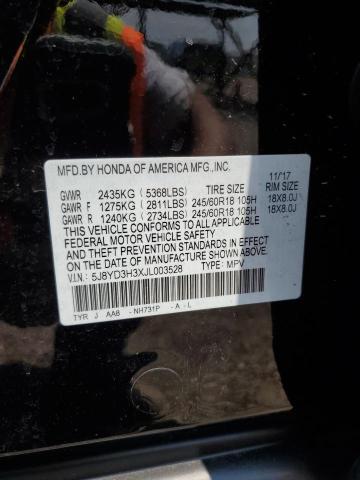 MFD.BY HONDA OF AMERICA MFG.,INC. 11/17
GVWR 2435KG (5368LBS) TIRE SIZE RIM SIZE
GAWR F 1275KG (2811LBS) 245/60R18 105H 18X8.0J
GAWR R 1240KG (2734LBS) 245/60R18 105H 18X8.0J
THIS VEHICLE CONFORMS TO ALL APPLICABLE
FEDERAL MOTOR VEHICLE SAFETY
AND THEFT PREVENTION STANDARDS IN EFFECT
ON THE DATE OF MANUFACTURE SHOWN ABOVE.
V.I.N.: 5J8YD3H3XJL003528 TYPE: MPV
TYR J AA8 -NH731P -A -L